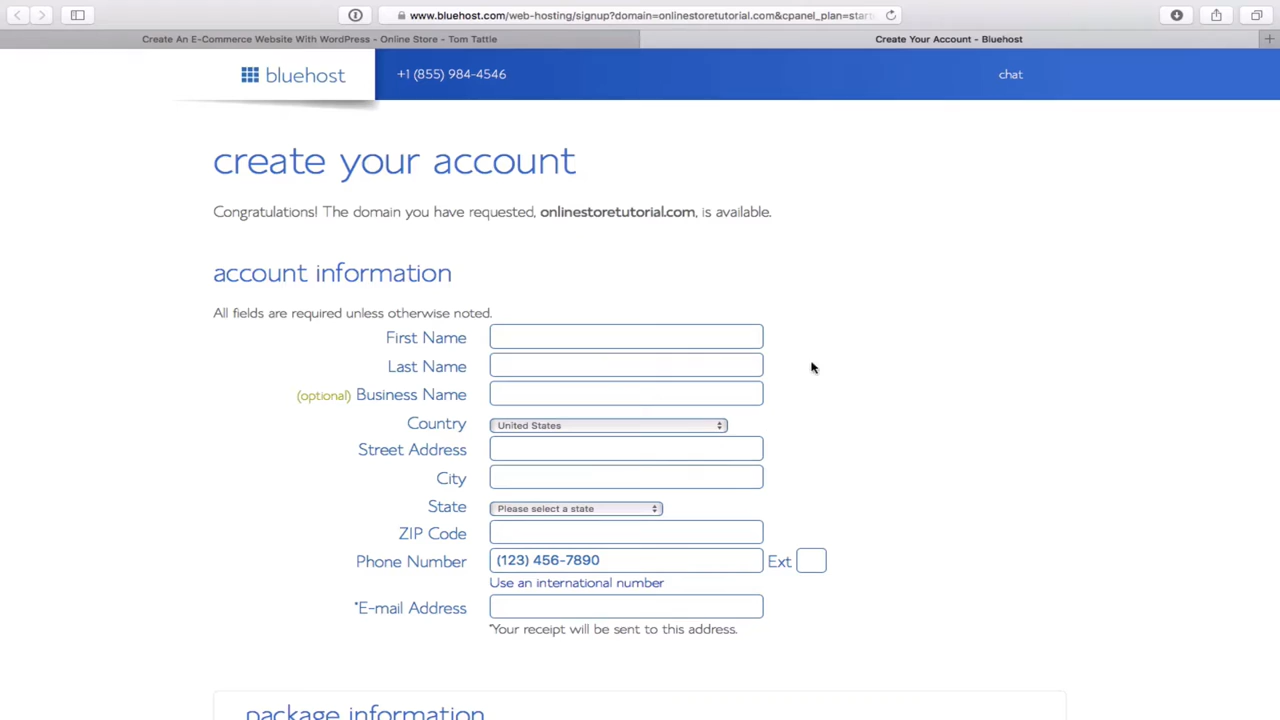 www.bluehost.com/web-hosting/signup?domain=onlinestoretutorial.com&cpanel_plan=star
Create An E-Commerce Website With WordPress - Online Store - Tom Tattle
Create Your Account - Bluehost
bluehost
+1 (855) 984-4546
chat
create your account
Congratulations! The domain you have requested, onlinestoretutorial.com, is available.
account information
All fields are required unless otherwise noted.
First Name
Last Name
(optional) Business Name
Country United States
Street Address
City
State Please select a state
ZIP Code
Phone Number (123) 456-7890 Ext
Use an international number
*E-mail Address
*Your receipt will be sent to this address.
package information